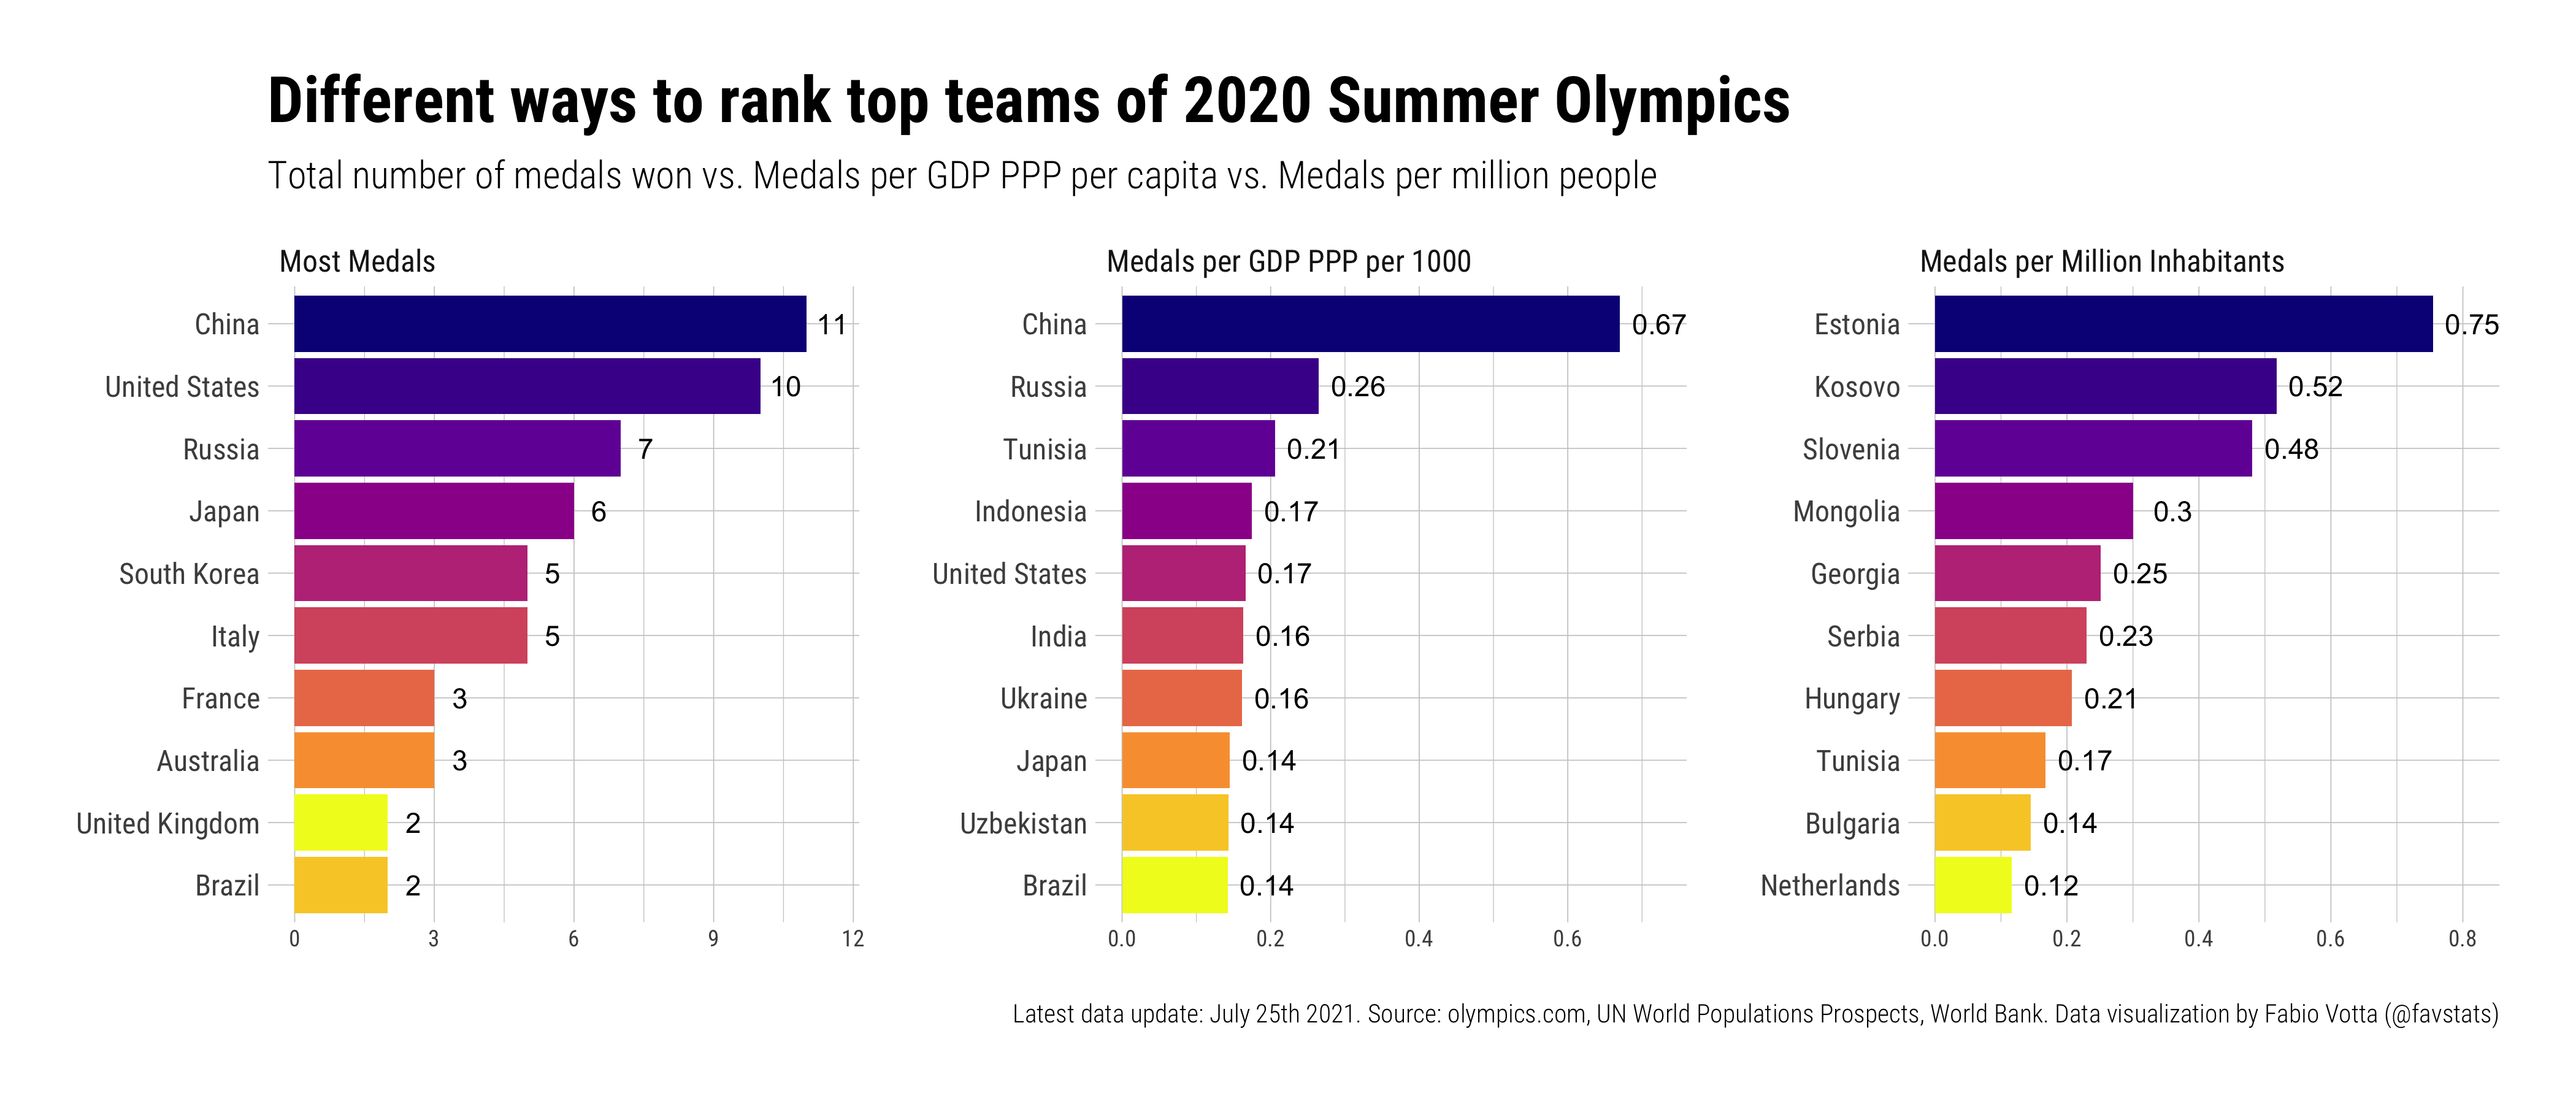 Different ways to rank top teams of 2020 Summer Olympics
Total number of medals won vs. Medals per GDP PPP per capita vs. Medals per million people
Most Medals
China 11
United States 10
Russia 7
Japan 6
South Korea 5
Italy 5
France 3
Australia 3
United Kingdom 2
Brazil 2
0 3 6 9 12
Medals per GDP PPP per 1000
China 0.67
Russia 0.26
Tunisia 0.21
Indonesia 0.17
United States 0.17
India 0.16
Ukraine 0.16
Japan 0.14
Uzbekistan 0.14
Brazil 0.14
0.0 0.2 0.4 0.6
Medals per Million Inhabitants
Estonia 0.75
Kosovo 0.52
Slovenia 0.48
Mongolia 0.3
Georgia 0.25
Serbia 0.23
Hungary 0.21
Tunisia 0.17
Bulgaria 0.14
Netherlands 0.12
0.0 0.2 0.4 0.6 0.8
Latest data update: July 25th 2021. Source: olympics.com, UN World Populations Prospects, World Bank. Data visualization by Fabio Votta (@favstats)